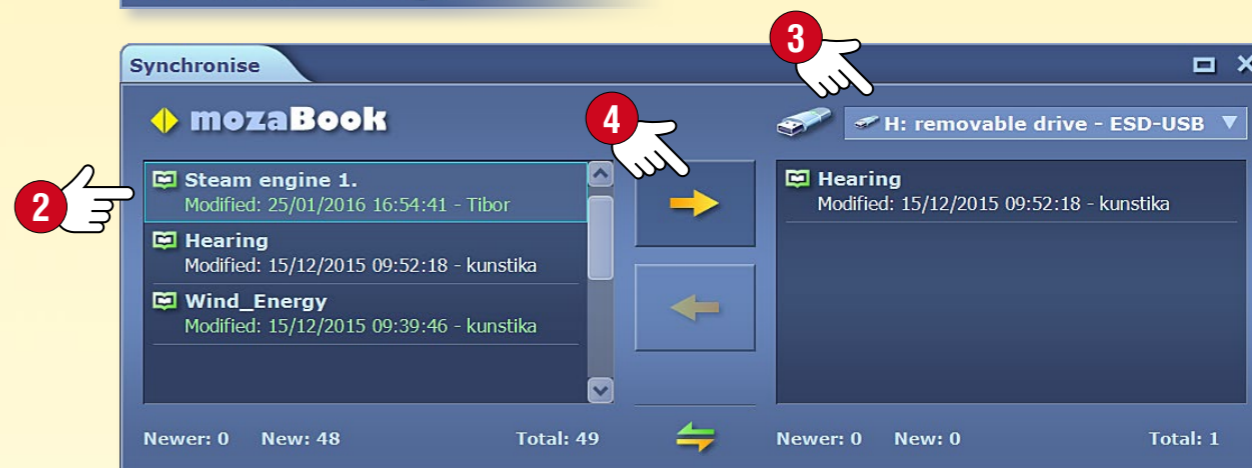 3
Synchronise
mozaBook
4
H: removable drive - ESD-USB
2
Steam engine 1.
Modified: 25/01/2016 16:54:41 - Tibor
Hearing
Modified: 15/12/2015 09:52:18 - kunstika
Wind_Energy
Modified: 15/12/2015 09:39:46 - kunstika
Hearing
Modified: 15/12/2015 09:52:18 - kunstika
Newer: 0 New: 48 Total: 49
Newer: 0 New: 0 Total: 1